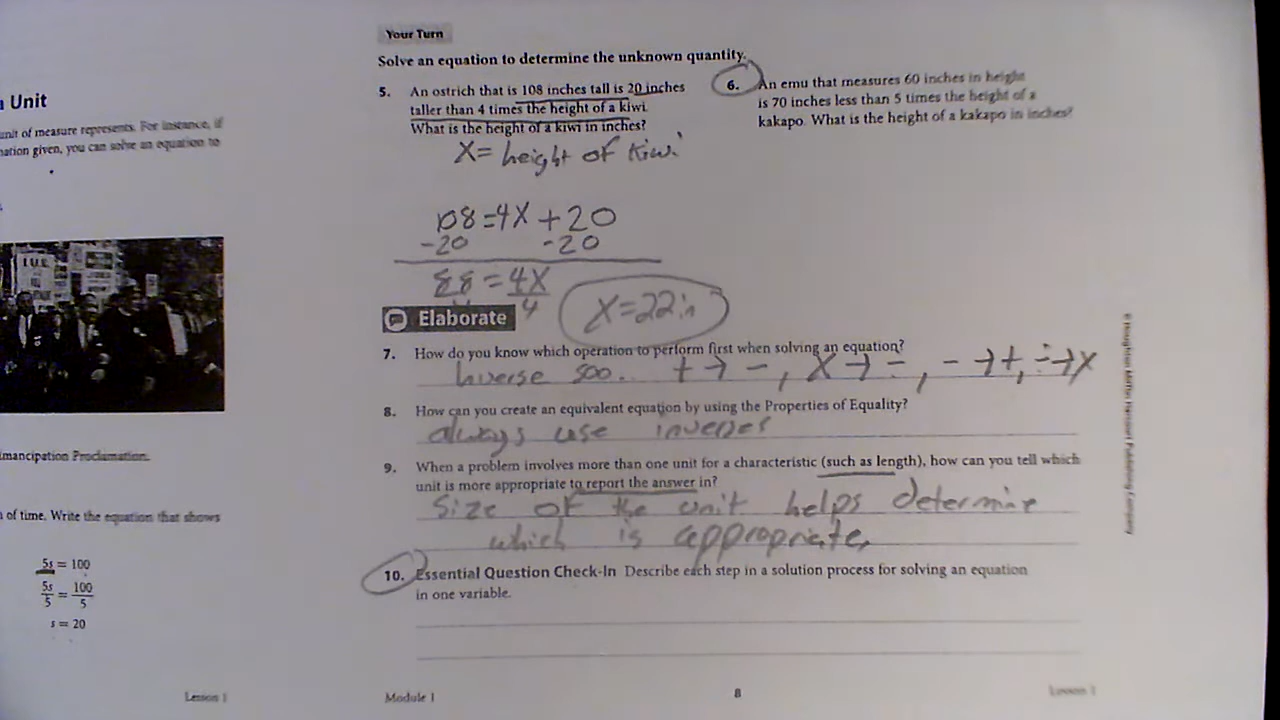 Your Turn
Solve an equation to determine the unknown quantity.
5. An ostrich that is 108 inches tall is 20 inches
taller than 4 times the height of a kiwi.
What is the height of a kiwi in inches?
X = height of kiwi
108 = 4X + 20
-20 -20
88 = 4X
4
X = 22 in
6. An emu that measures 60 inches in height
is 70 inches less than 5 times the height of a
kakapo. What is the height of a kakapo in inches?
Elaborate
7. How do you know which operation to perform first when solving an equation?
Inverse soo.. + → -, X → ÷, - → +, ÷ → X
8. How can you create an equivalent equation by using the Properties of Equality?
always use inverses
9. When a problem involves more than one unit for a characteristic (such as length), how can you tell which
unit is more appropriate to report the answer in?
Size of the unit helps determine
which is appropriate.
10. Essential Question Check-In Describe each step in a solution process for solving an equation
in one variable.
Module 1
8
Lesson 1
© Houghton Mifflin Harcourt Publishing Company
Unit
unit of measure represents. For instance, if
mation given, you can solve an equation to
mancipation Proclamation.
of time. Write the equation that shows
5s = 100
5s/5 = 100/5
s = 20
Lesson 1